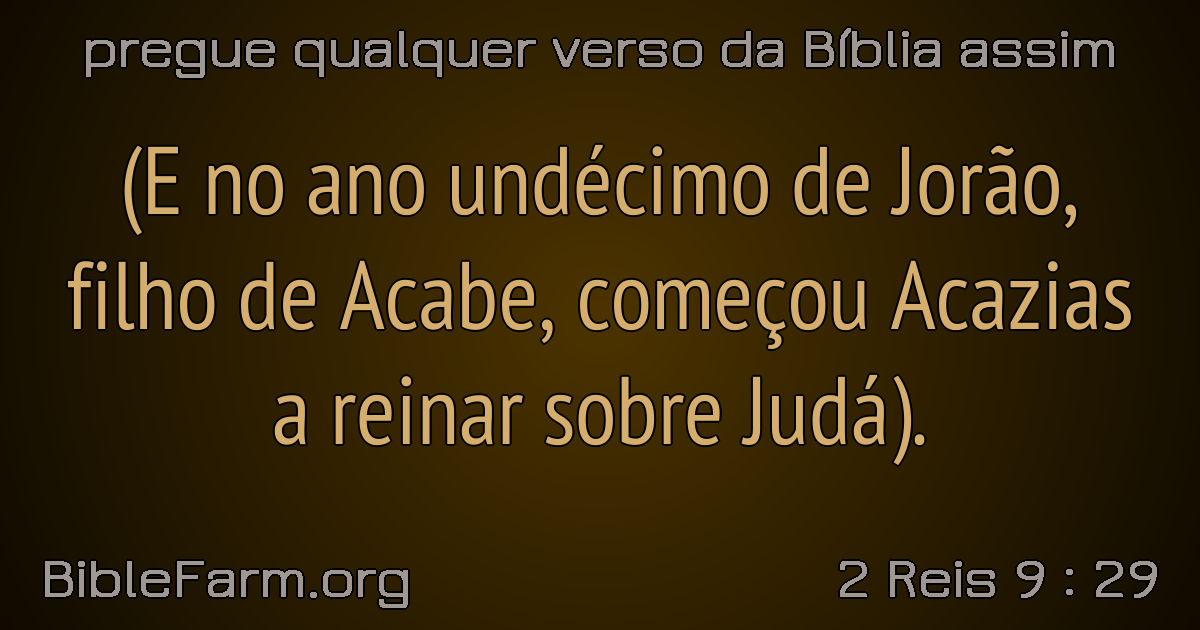 pregue qualquer verso da Bíblia assim
(E no ano undécimo de Jorão,
filho de Acabe, começou Acazias
a reinar sobre Judá).
BibleFarm.org
2 Reis 9 : 29